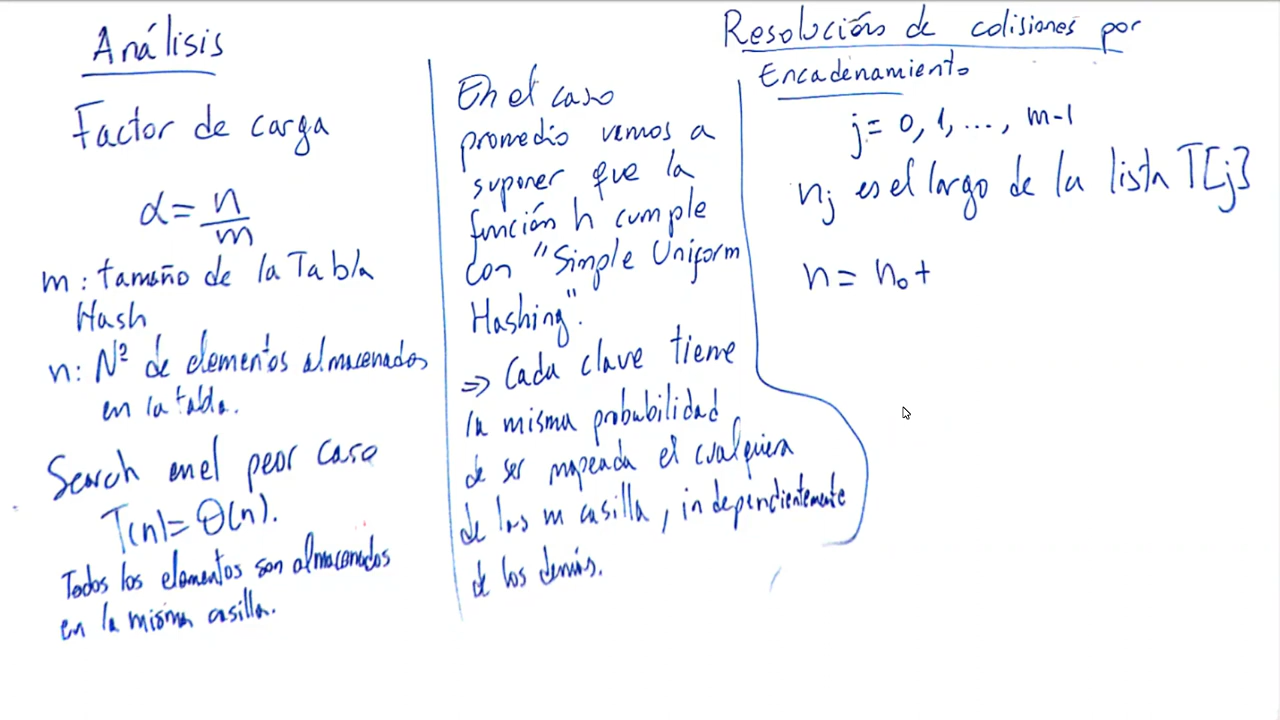 Análisis
Factor de carga
α = n/m
m : tamaño de la Tabla
Hash
n : Nº de elementos almacenados
en la tabla.
Search en el peor caso
T(n) = Θ(n).
Todos los elementos son almacenados
en la misma casilla.
En el caso
promedio vamos a
suponer que la
función h cumple
con "Simple Uniform
Hashing".
=> Cada clave tiene
la misma probabilidad
de ser mapeada el cualquiera
de las m casilla, independientemente
de los demás.
Resolución de colisiones por
Encadenamiento
j = 0, 1, ..., m-1
nj es el largo de la lista T[j]
n = n₀ +